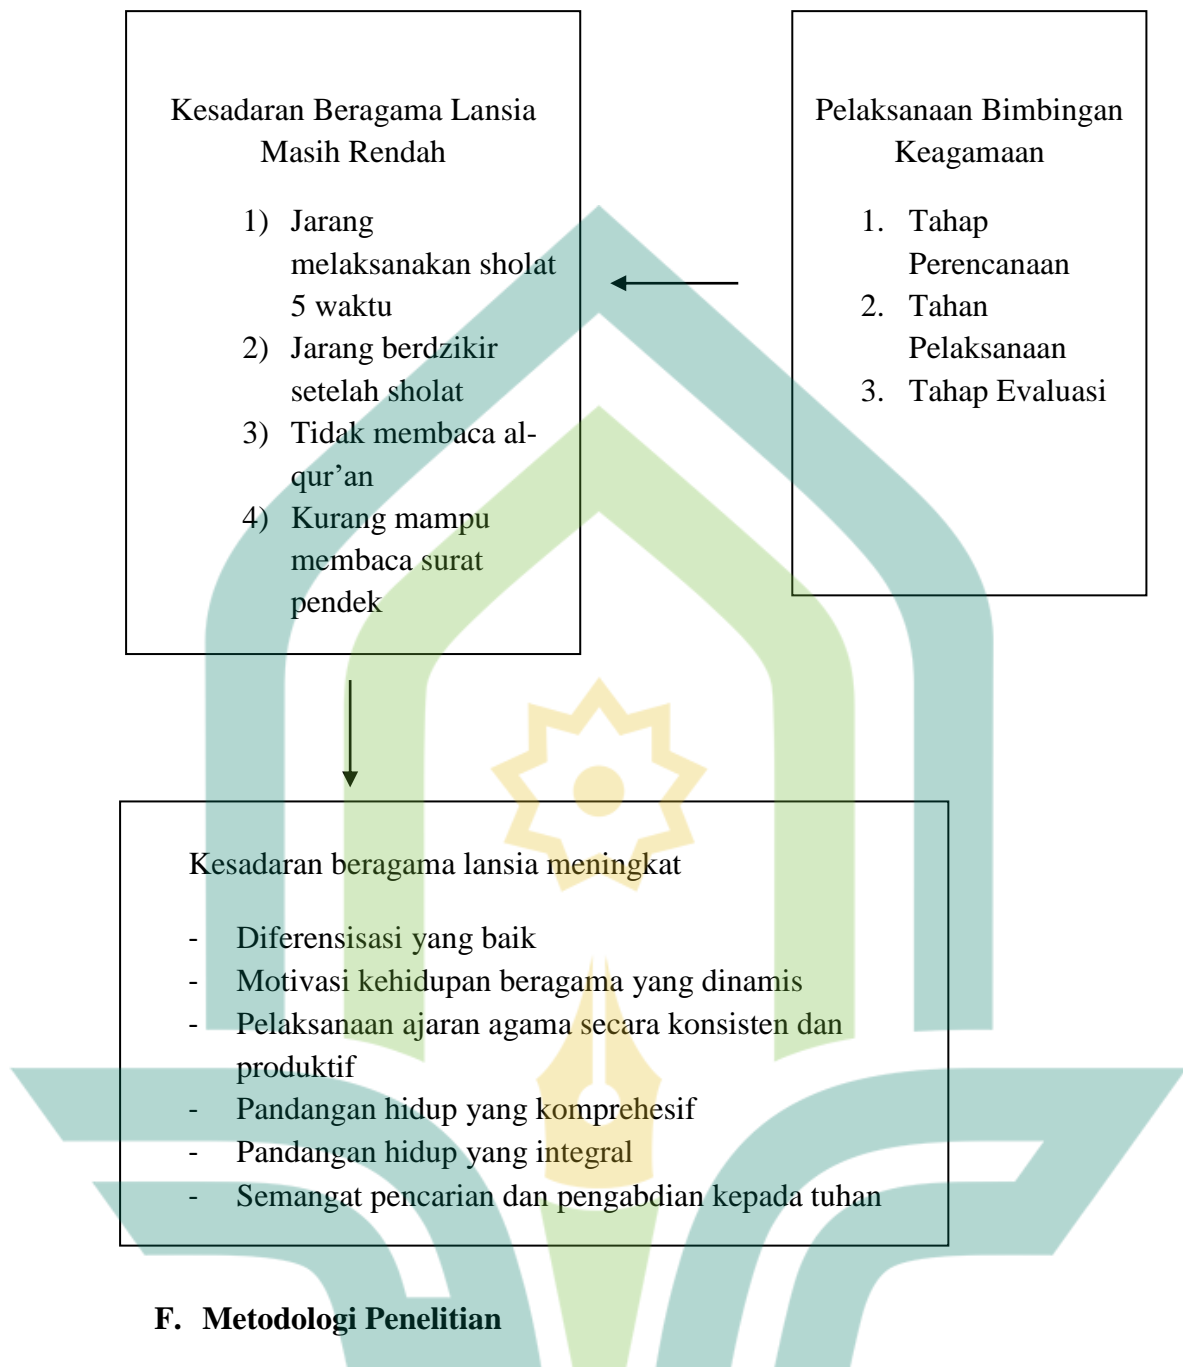 Kesadaran Beragama Lansia
Masih Rendah
1) Jarang
melaksanakan sholat
5 waktu
2) Jarang berdzikir
setelah sholat
3) Tidak membaca al-
qur’an
4) Kurang mampu
membaca surat
pendek
Pelaksanaan Bimbingan
Keagamaan
1. Tahap
Perencanaan
2. Tahan
Pelaksanaan
3. Tahap Evaluasi
Kesadaran beragama lansia meningkat
- Diferensisasi yang baik
- Motivasi kehidupan beragama yang dinamis
- Pelaksanaan ajaran agama secara konsisten dan
produktif
- Pandangan hidup yang komprehesif
- Pandangan hidup yang integral
- Semangat pencarian dan pengabdian kepada tuhan
F. Metodologi Penelitian